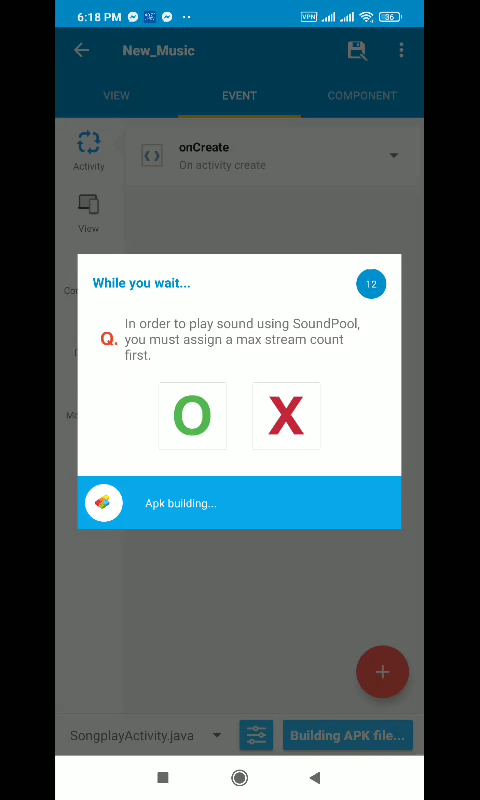 6:18 PM
VPN
36
New_Music
VIEW
EVENT
COMPONENT
onCreate
On activity create
Activity
View
While you wait...
12
Q. In order to play sound using SoundPool,
you must assign a max stream count
first.
O
X
Apk building...
SongplayActivity.java
Building APK file...